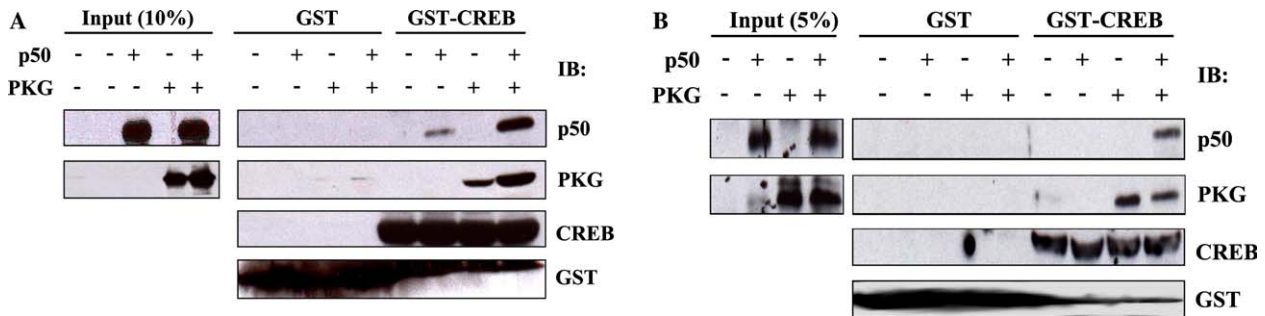 A
Input (10%) GST GST-CREB
p50 - - + - + - + - + - + - +
PKG - - - + + - - + + - - + +
IB:
p50
PKG
CREB
GST
B
Input (5%) GST GST-CREB
p50 - + - + - + - + - + - +
PKG - - + + - - + + - - + +
IB:
p50
PKG
CREB
GST